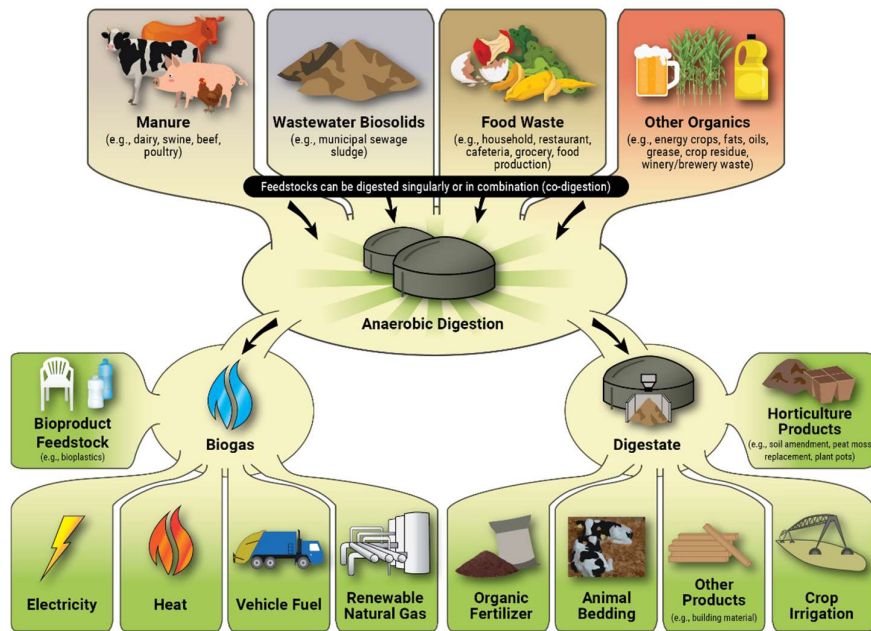 Manure
(e.g., dairy, swine, beef,
poultry)
Wastewater Biosolids
(e.g., municipal sewage
sludge)
Food Waste
(e.g., household, restaurant,
cafeteria, grocery, food
production)
Other Organics
(e.g., energy crops, fats, oils,
grease, crop residue,
winery/brewery waste)
Feedstocks can be digested singularly or in combination (co-digestion)
Anaerobic Digestion
Bioproduct
Feedstock
(e.g., bioplastics)
Biogas
Digestate
Horticulture
Products
(e.g., soil amendment, peat moss
replacement, plant pots)
Electricity
Heat
Vehicle Fuel
Renewable
Natural Gas
Organic
Fertilizer
Animal
Bedding
Other
Products
(e.g., building material)
Crop
Irrigation